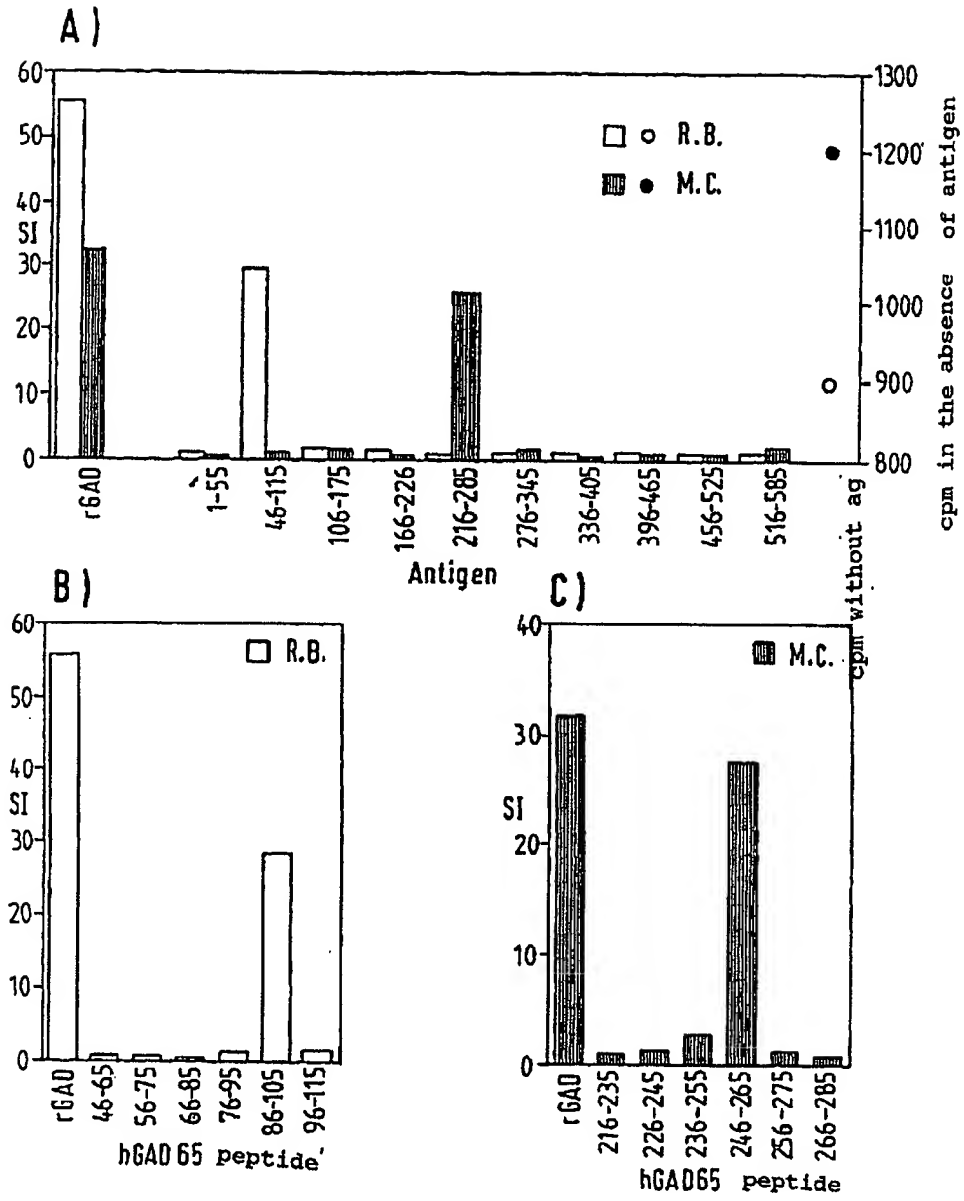 A)
60
50
40
SI
30
20
10
0
1300
1200
1100
1000
900
800
R.B.
M.C.
rGAD
1-55
46-115
106-175
166-226
216-285
276-345
336-405
396-465
456-525
516-585
Antigen
cpm without ag
cpm in the absence of antigen
B)
60
50
40
SI
30
20
10
0
R.B.
rGAD
46-65
56-75
66-85
76-95
86-105
96-115
hGAD 65 peptide
C)
40
30
SI
20
10
0
M.C.
rGAD
216-235
226-245
236-255
246-265
256-275
266-285
hGAD65 peptide